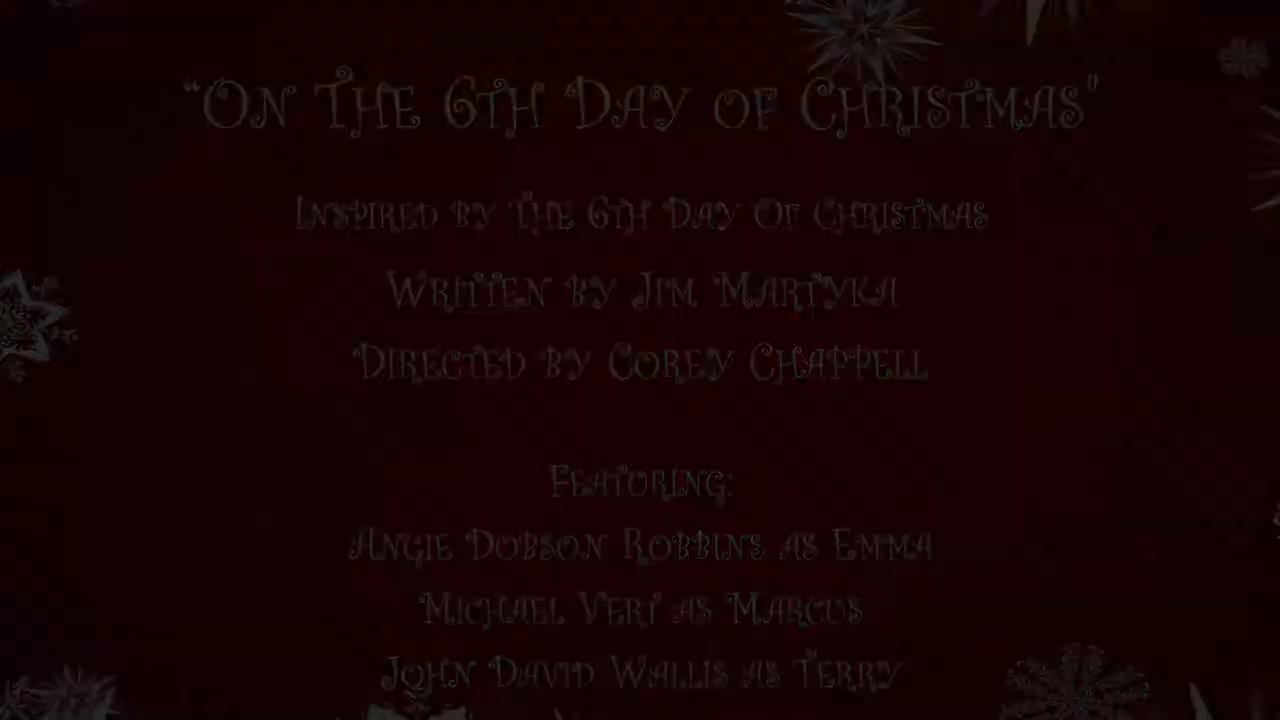 "On The 6th Day of Christmas"
Inspired by The 6th Day Of Christmas
Written by Jim Martyka
Directed by Corey Chappell
Featuring:
Angie Dobson Robbins as Emma
Michael Vert as Marcus
John David Wallis as Terry